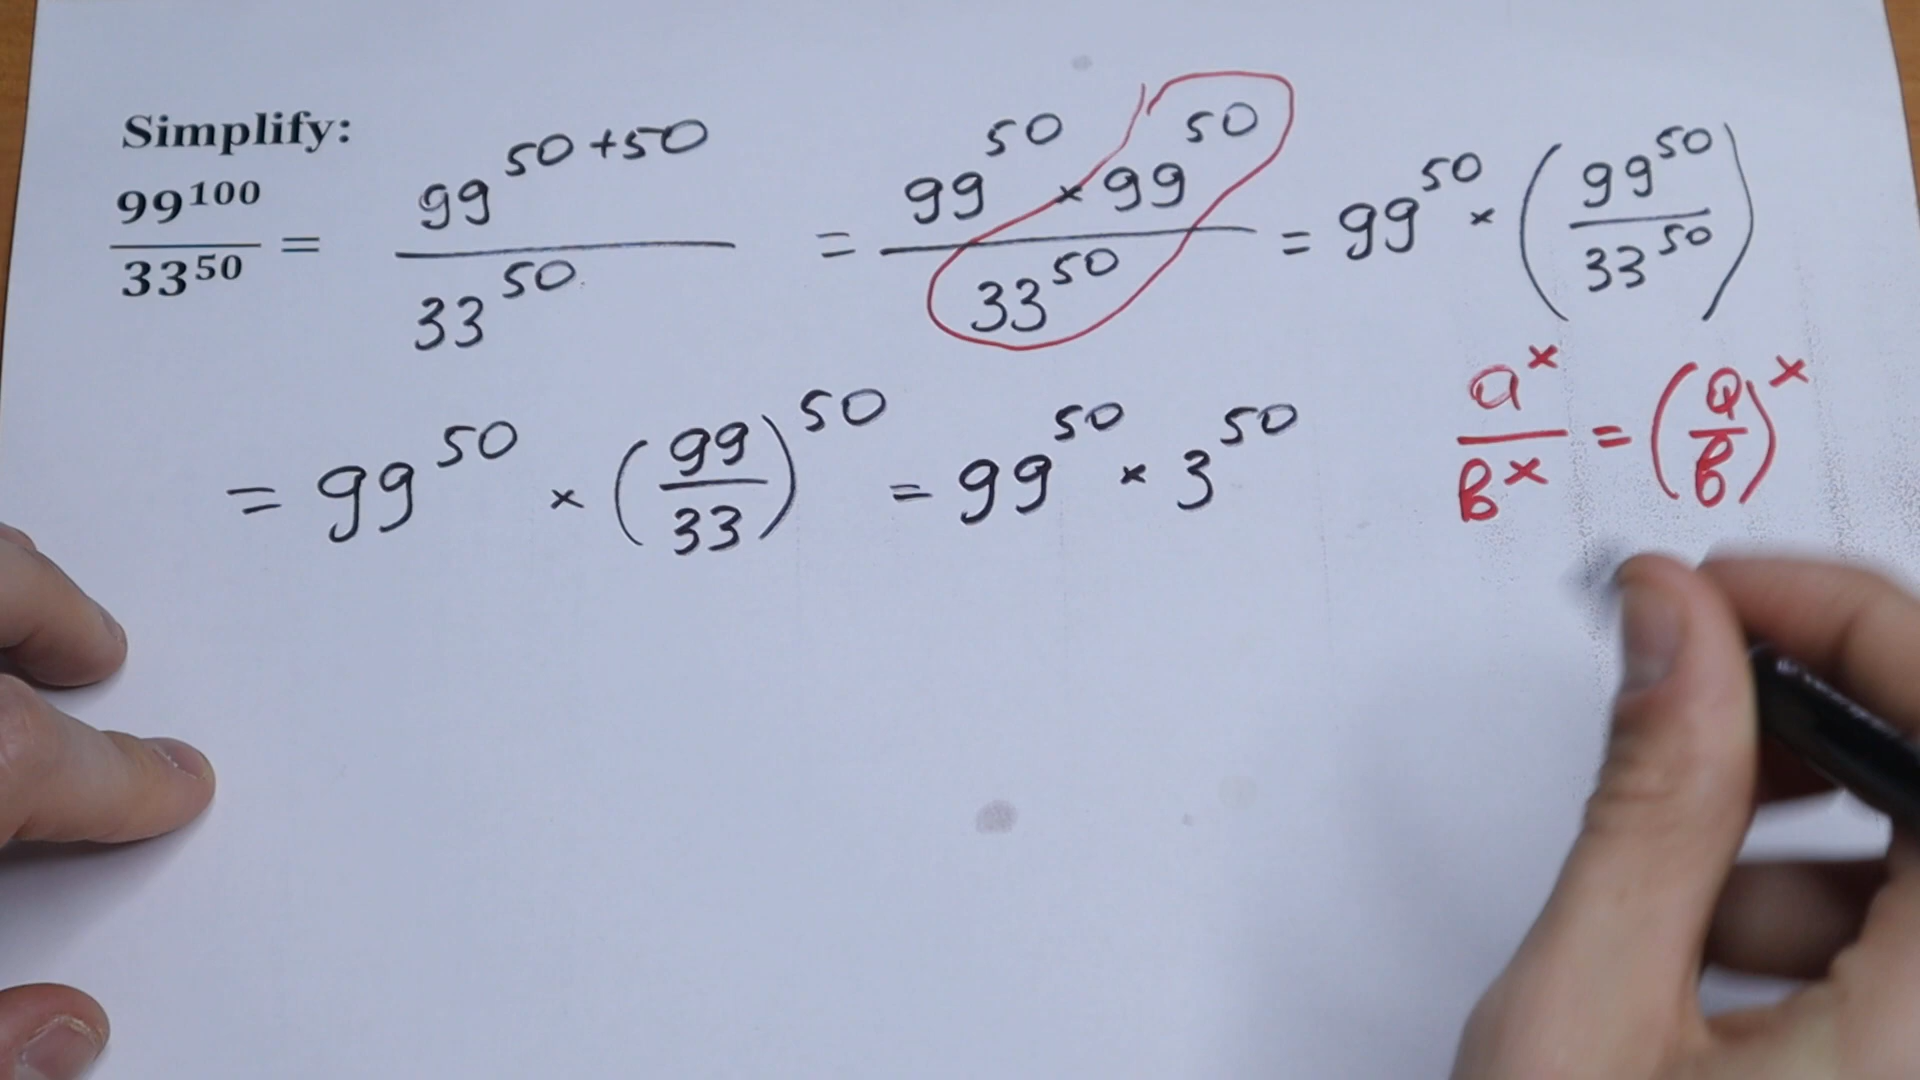 Simplify:
99^100 / 33^50 = 99^(50+50) / 33^50 = 99^50 × 99^50 / 33^50 = 99^50 × (99^50 / 33^50)
a^x / B^x = (a / B)^x
= 99^50 × (99 / 33)^50 = 99^50 × 3^50